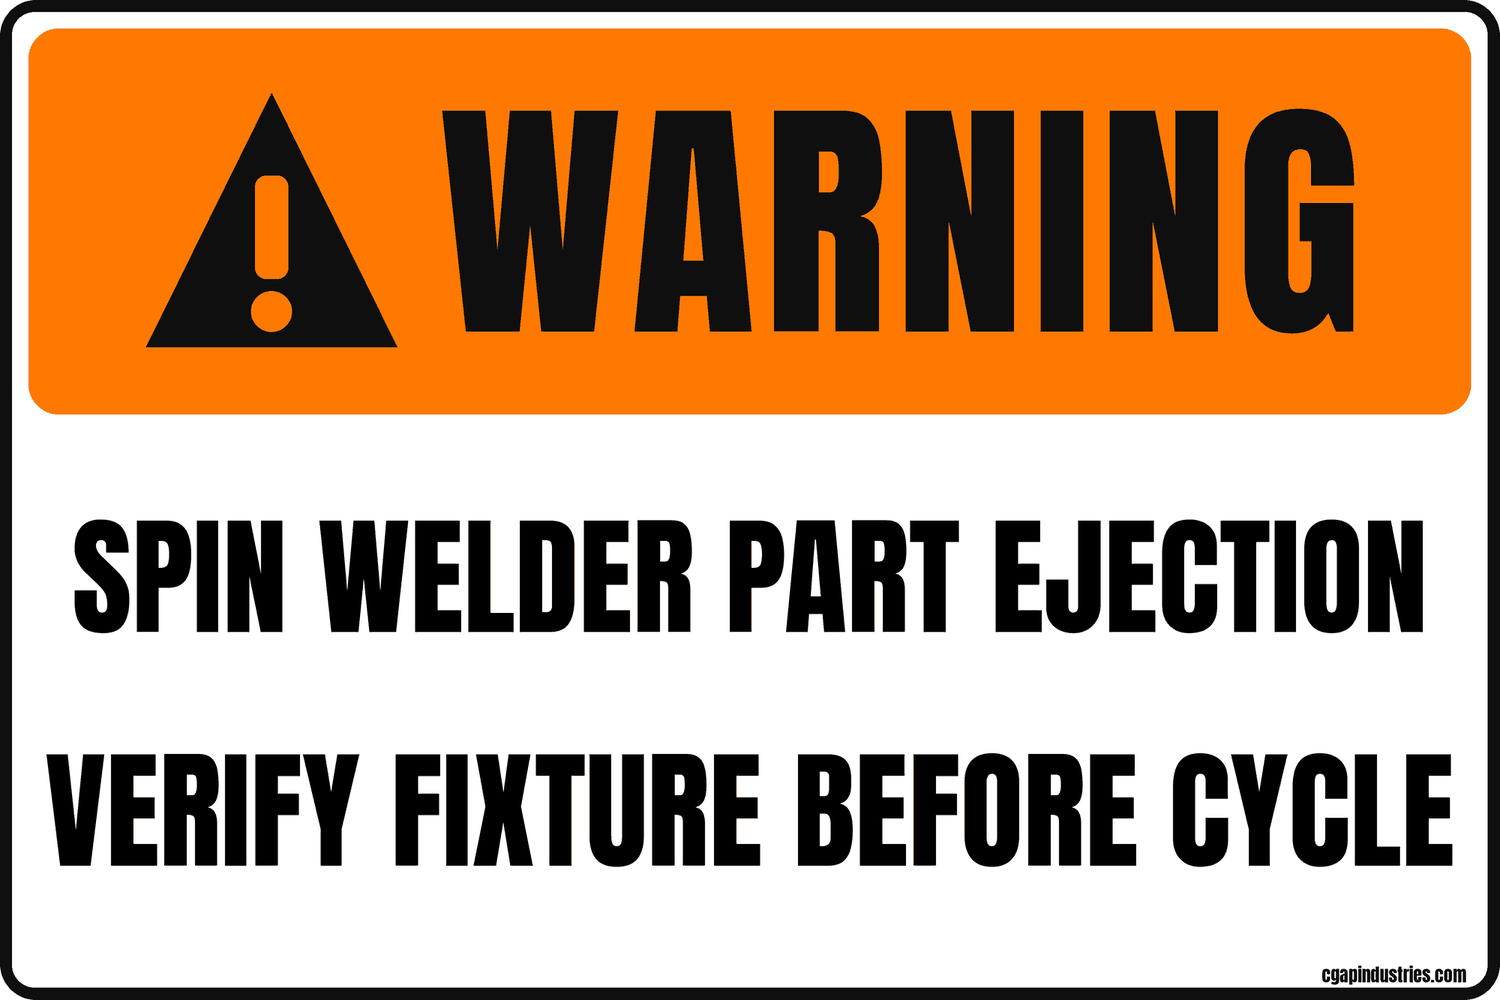 WARNING
SPIN WELDER PART EJECTION
VERIFY FIXTURE BEFORE CYCLE
cgapindustries.com